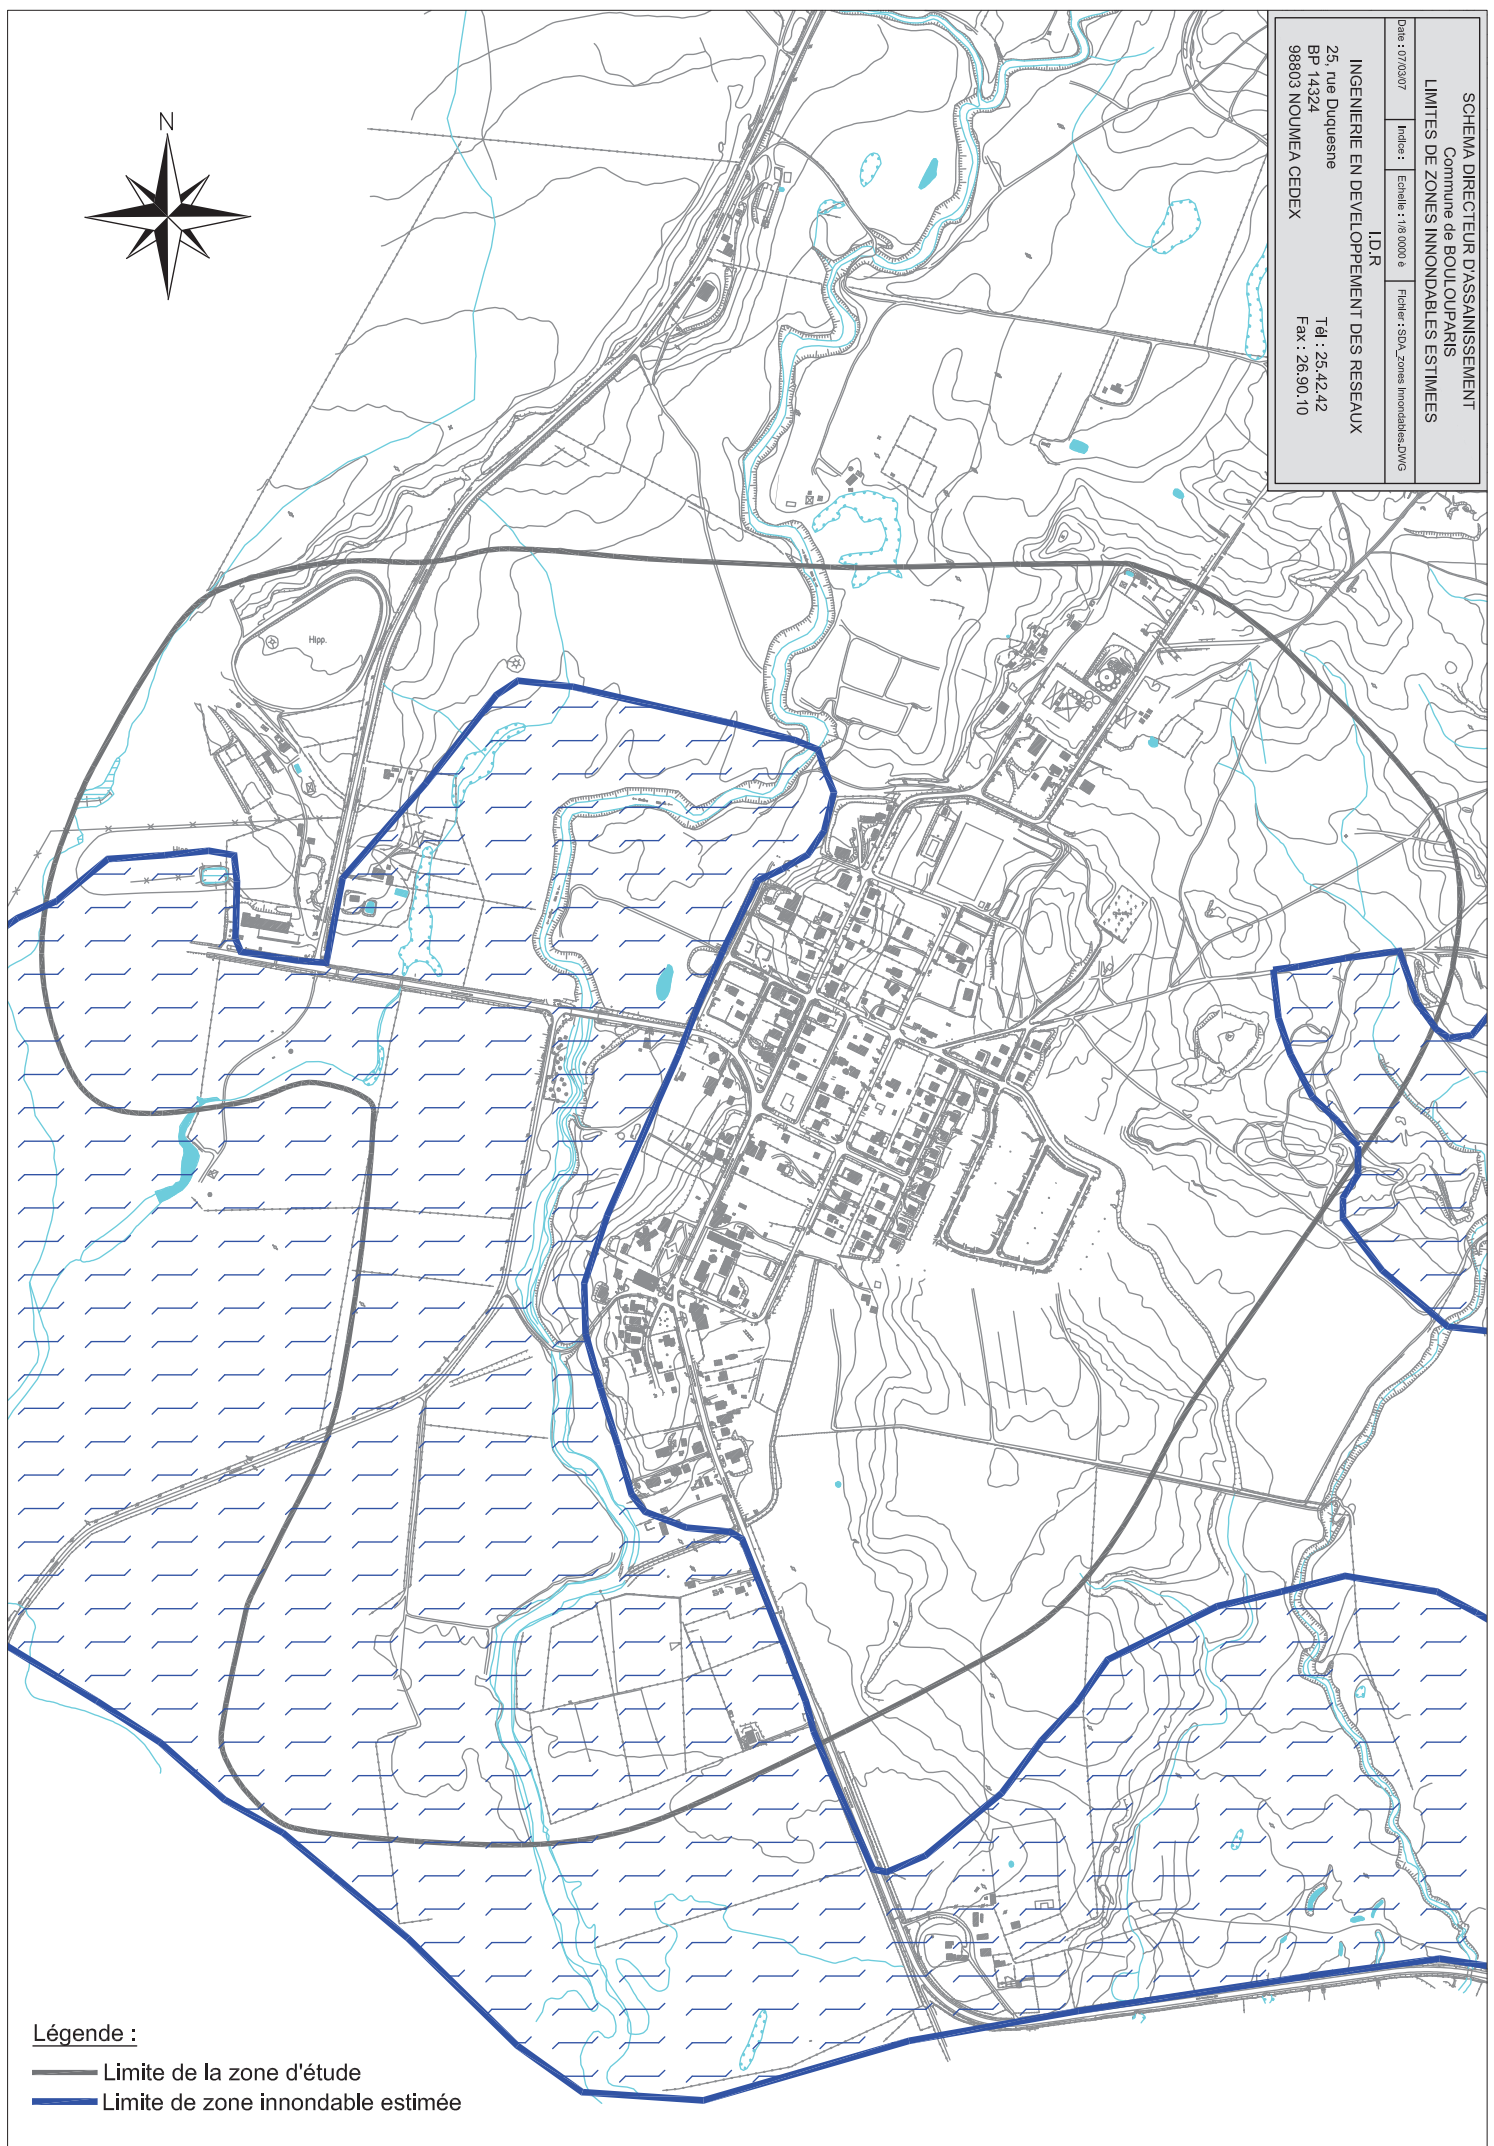 SCHEMA DIRECTEUR D'ASSAINISSEMENT
Commune de BOULOUPARIS
LIMITES DE ZONES INNONDABLES ESTIMEES
Date : 07/03/07
Indice :
Echelle : 1/8 0000 è
Fichier : SDA_zones innondables.DWG
I.D.R
INGENIERIE EN DEVELOPPEMENT DES RESEAUX
25, rue Duquesne
BP 14324
98803 NOUMEA CEDEX
Tél : 25.42.42
Fax : 26.90.10
N
Hipp.
Légende :
Limite de la zone d'étude
Limite de zone innondable estimée